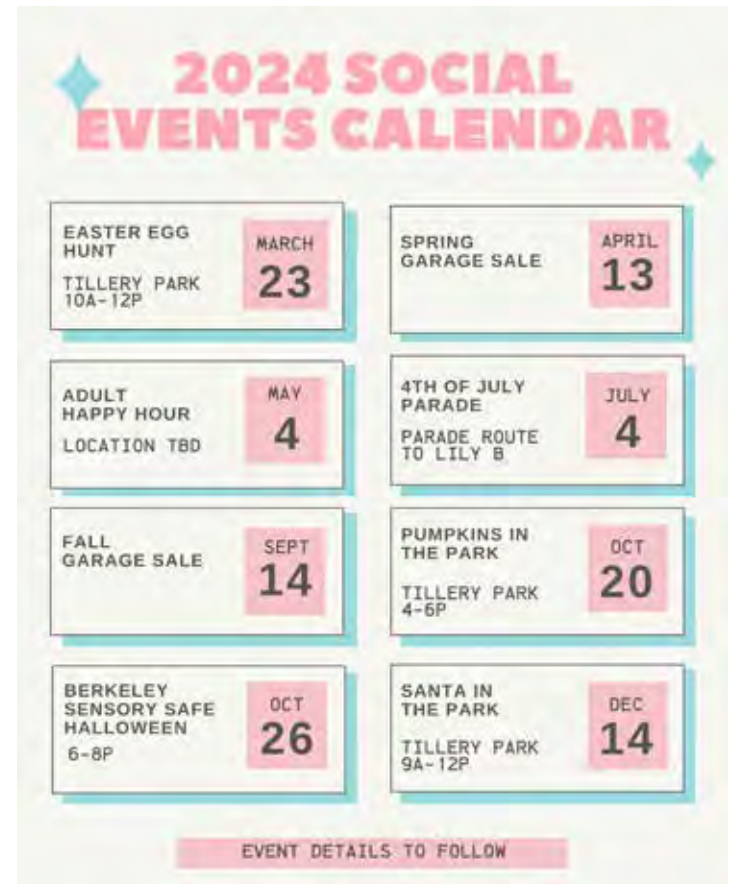 2024 SOCIAL
EVENTS CALENDAR
EASTER EGG
HUNT
TILLERY PARK
10A-12P
MARCH
23
SPRING
GARAGE SALE
APRIL
13
ADULT
HAPPY HOUR
LOCATION TBD
MAY
4
4TH OF JULY
PARADE
PARADE ROUTE
TO LILY B
JULY
4
FALL
GARAGE SALE
SEPT
14
PUMPKINS IN
THE PARK
TILLERY PARK
4-6P
OCT
20
BERKELEY
SENSORY SAFE
HALLOWEEN
6-8P
OCT
26
SANTA IN
THE PARK
TILLERY PARK
9A-12P
DEC
14
EVENT DETAILS TO FOLLOW